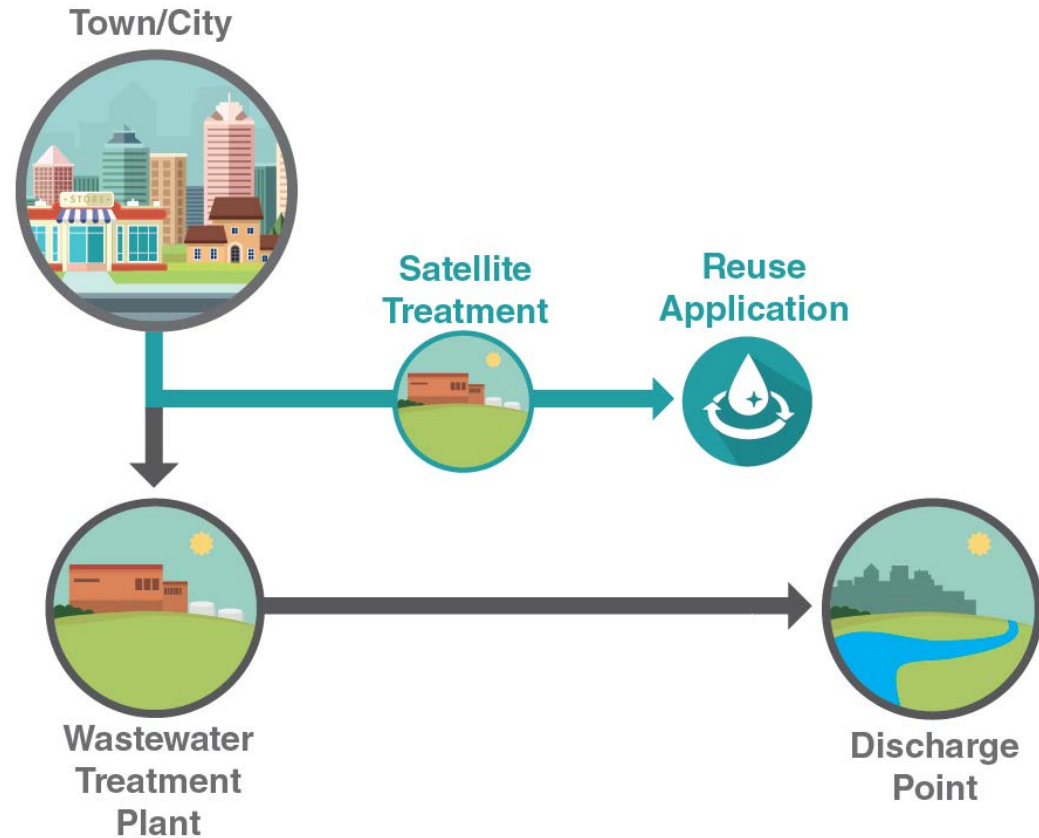 Town/City
STORE
Satellite
Treatment
Reuse
Application
Wastewater
Treatment
Plant
Discharge
Point